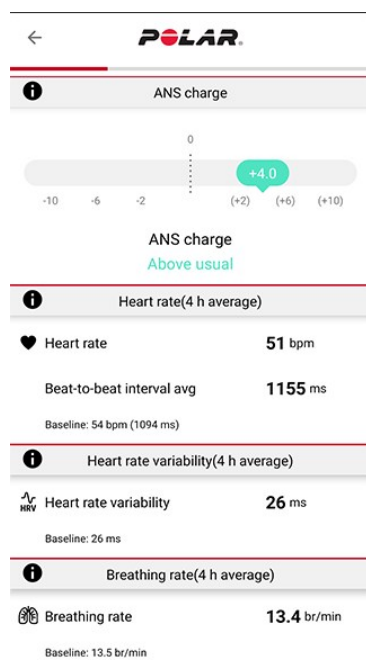 POLAR.
ANS charge
0
+4.0
-10 -6 -2 (+2) (+6) (+10)
ANS charge
Above usual
Heart rate(4 h average)
Heart rate 51 bpm
Beat-to-beat interval avg 1155 ms
Baseline: 54 bpm (1094 ms)
Heart rate variability(4 h average)
HRV Heart rate variability 26 ms
Baseline: 26 ms
Breathing rate(4 h average)
Breathing rate 13.4 br/min
Baseline: 13.5 br/min